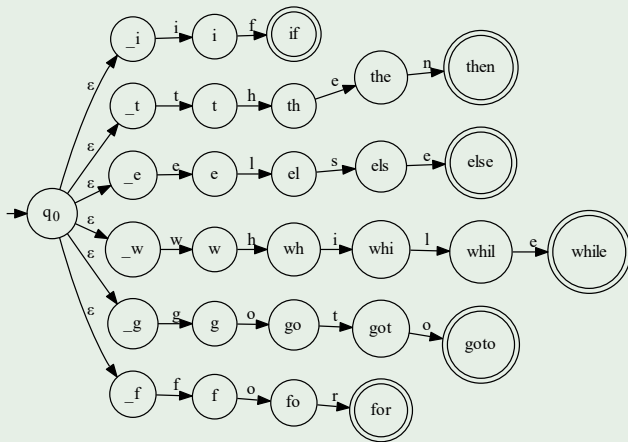 ε _i i i f if
ε _t t t h th e the n then
ε _e e e l el s els e else
q0
ε _w w w h wh i whi l whil e while
ε _g g g o go t got o goto
ε _f f f o fo r for